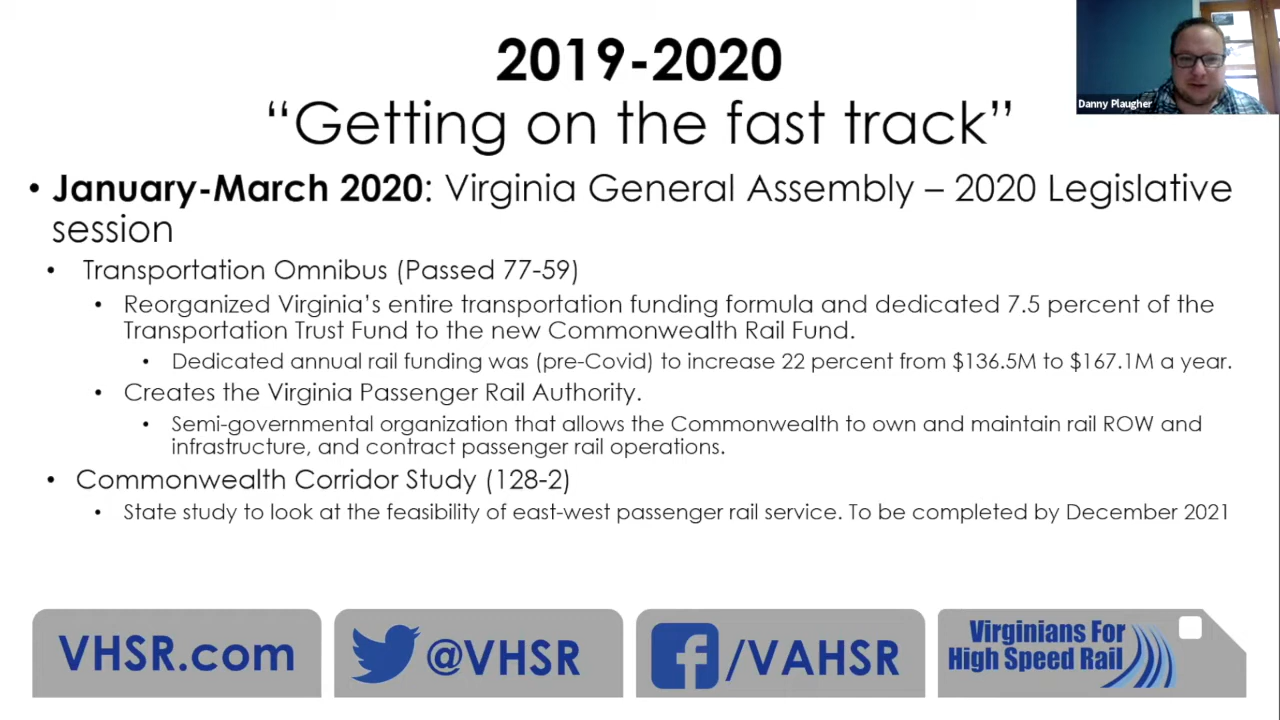 2019-2020
“Getting on the fast track”
Danny Plaugher
• January-March 2020: Virginia General Assembly – 2020 Legislative
session
• Transportation Omnibus (Passed 77-59)
• Reorganized Virginia’s entire transportation funding formula and dedicated 7.5 percent of the
Transportation Trust Fund to the new Commonwealth Rail Fund.
• Dedicated annual rail funding was (pre-Covid) to increase 22 percent from $136.5M to $167.1M a year.
• Creates the Virginia Passenger Rail Authority.
• Semi-governmental organization that allows the Commonwealth to own and maintain rail ROW and
infrastructure, and contract passenger rail operations.
• Commonwealth Corridor Study (128-2)
• State study to look at the feasibility of east-west passenger rail service. To be completed by December 2021
VHSR.com
@VHSR
/VAHSR
Virginians For
High Speed Rail